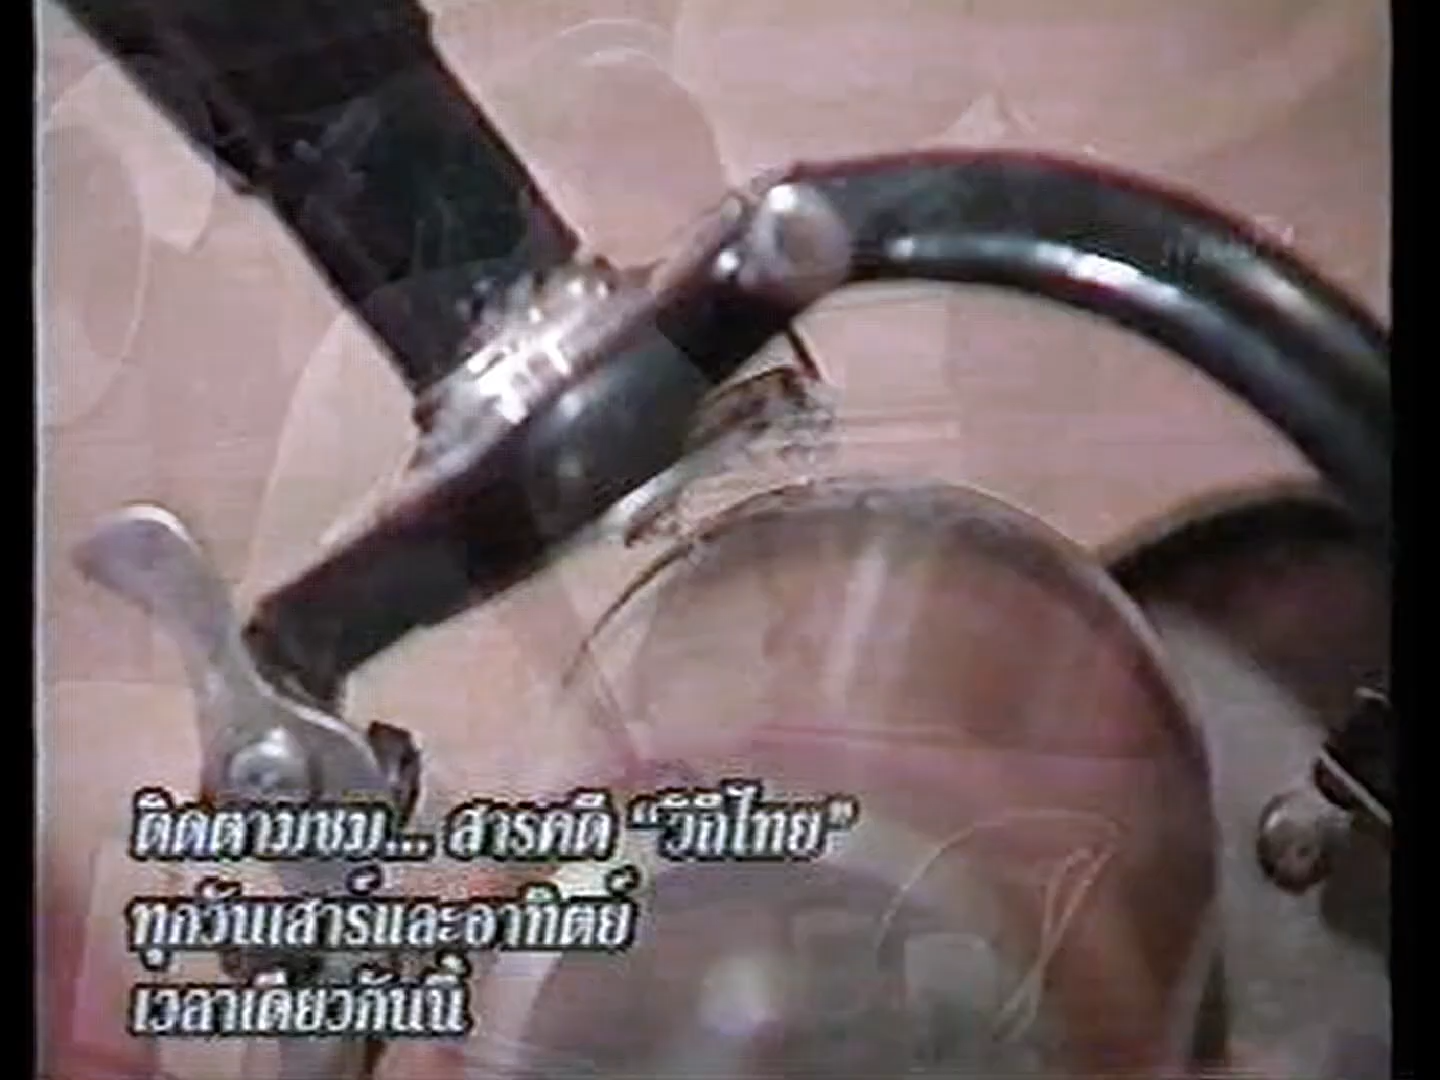 ติดตามชม... สารคดี “วิถีไทย”
ทุกวันเสาร์และอาทิตย์
เวลาเดียวกันนี้